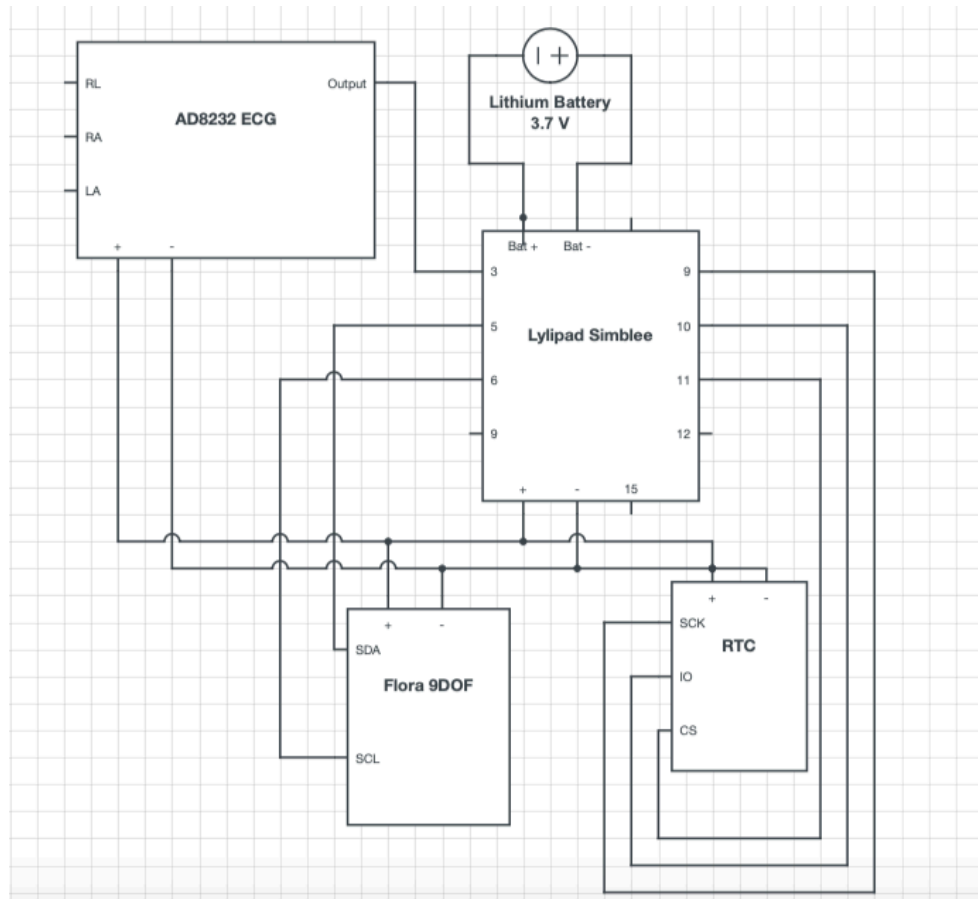 RL
Output
AD8232 ECG
RA
LA
+ -
Lithium Battery
3.7 V
Bat + Bat -
3 9
Lylipad Simblee
5 10
6 11
9 12
+ - 15
+ -
SDA
Flora 9DOF
SCL
+ -
SCK
RTC
IO
CS